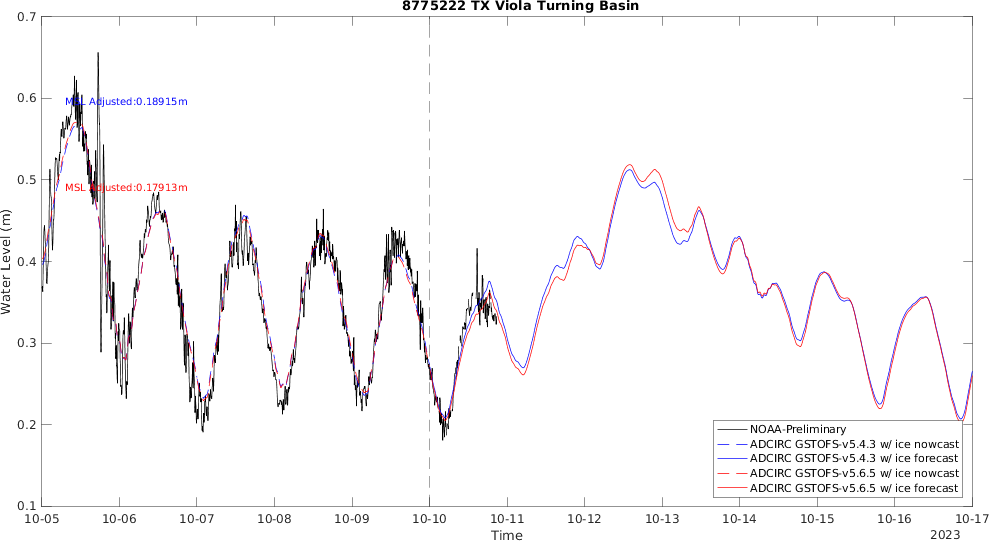 8775222 TX Viola Turning Basin
Water Level (m)
0.7
0.6
0.5
0.4
0.3
0.2
0.1
MSL Adjusted:0.18915m
MSL Adjusted:0.17913m
NOAA-Preliminary
ADCIRC GSTOFS-v5.4.3 w/ ice nowcast
ADCIRC GSTOFS-v5.4.3 w/ ice forecast
ADCIRC GSTOFS-v5.6.5 w/ ice nowcast
ADCIRC GSTOFS-v5.6.5 w/ ice forecast
10-05 10-06 10-07 10-08 10-09 10-10 10-11 10-12 10-13 10-14 10-15 10-16 10-17
Time
2023